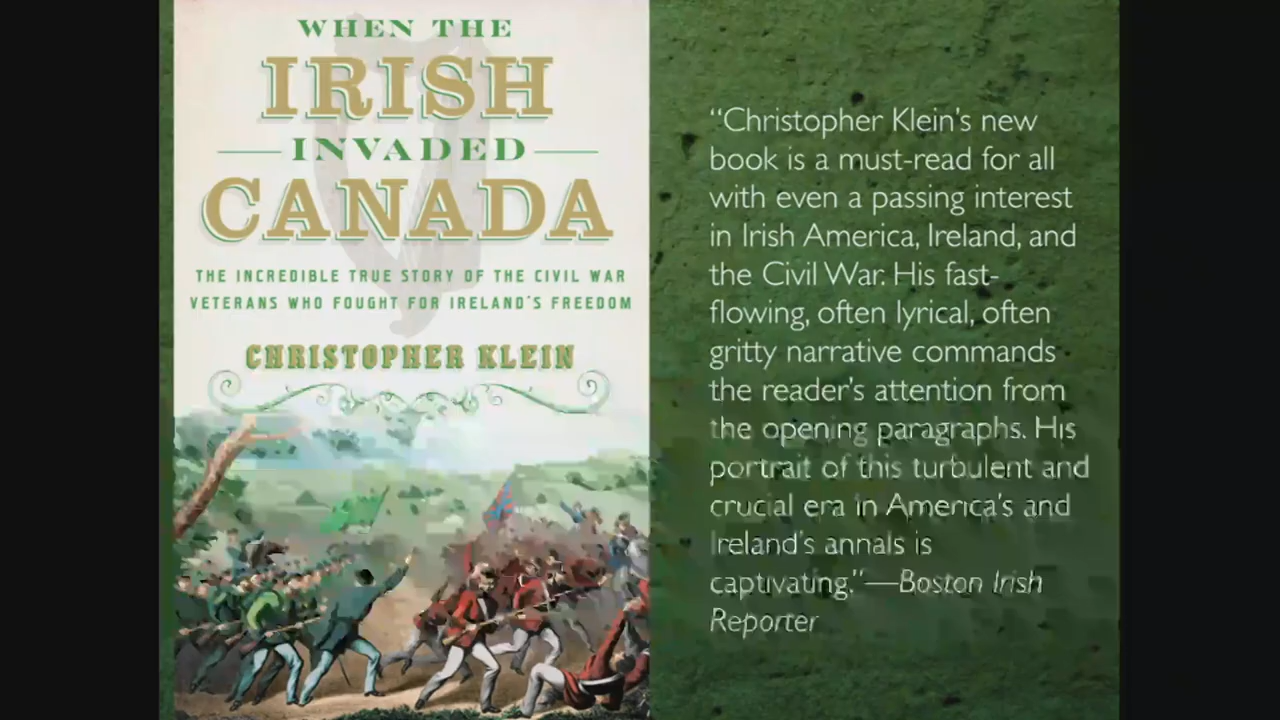 WHEN THE
IRISH
INVADED
CANADA
THE INCREDIBLE TRUE STORY OF THE CIVIL WAR
VETERANS WHO FOUGHT FOR IRELAND'S FREEDOM
CHRISTOPHER KLEIN
“Christopher Klein’s new
book is a must-read for all
with even a passing interest
in Irish America, Ireland, and
the Civil War. His fast-
flowing, often lyrical, often
gritty narrative commands
the reader’s attention from
the opening paragraphs. His
portrait of this turbulent and
crucial era in America’s and
Ireland’s annals is
captivating.”—Boston Irish
Reporter